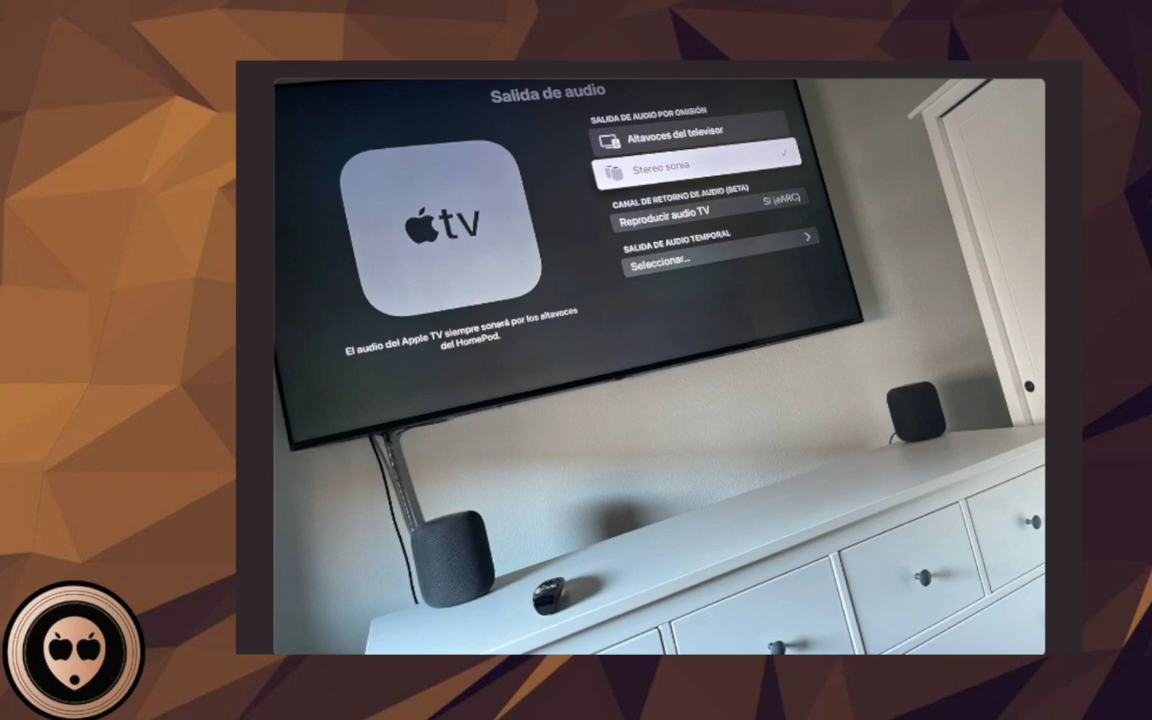 Salida de audio
SALIDA DE AUDIO POR OMISIÓN
Altavoces del televisor
Stereo sonia
CANAL DE RETORNO DE AUDIO (BETA)
Reproducir audio TV Sí (eARC)
SALIDA DE AUDIO TEMPORAL
Seleccionar...
tv
El audio del Apple TV siempre sonará por los altavoces
del HomePod.